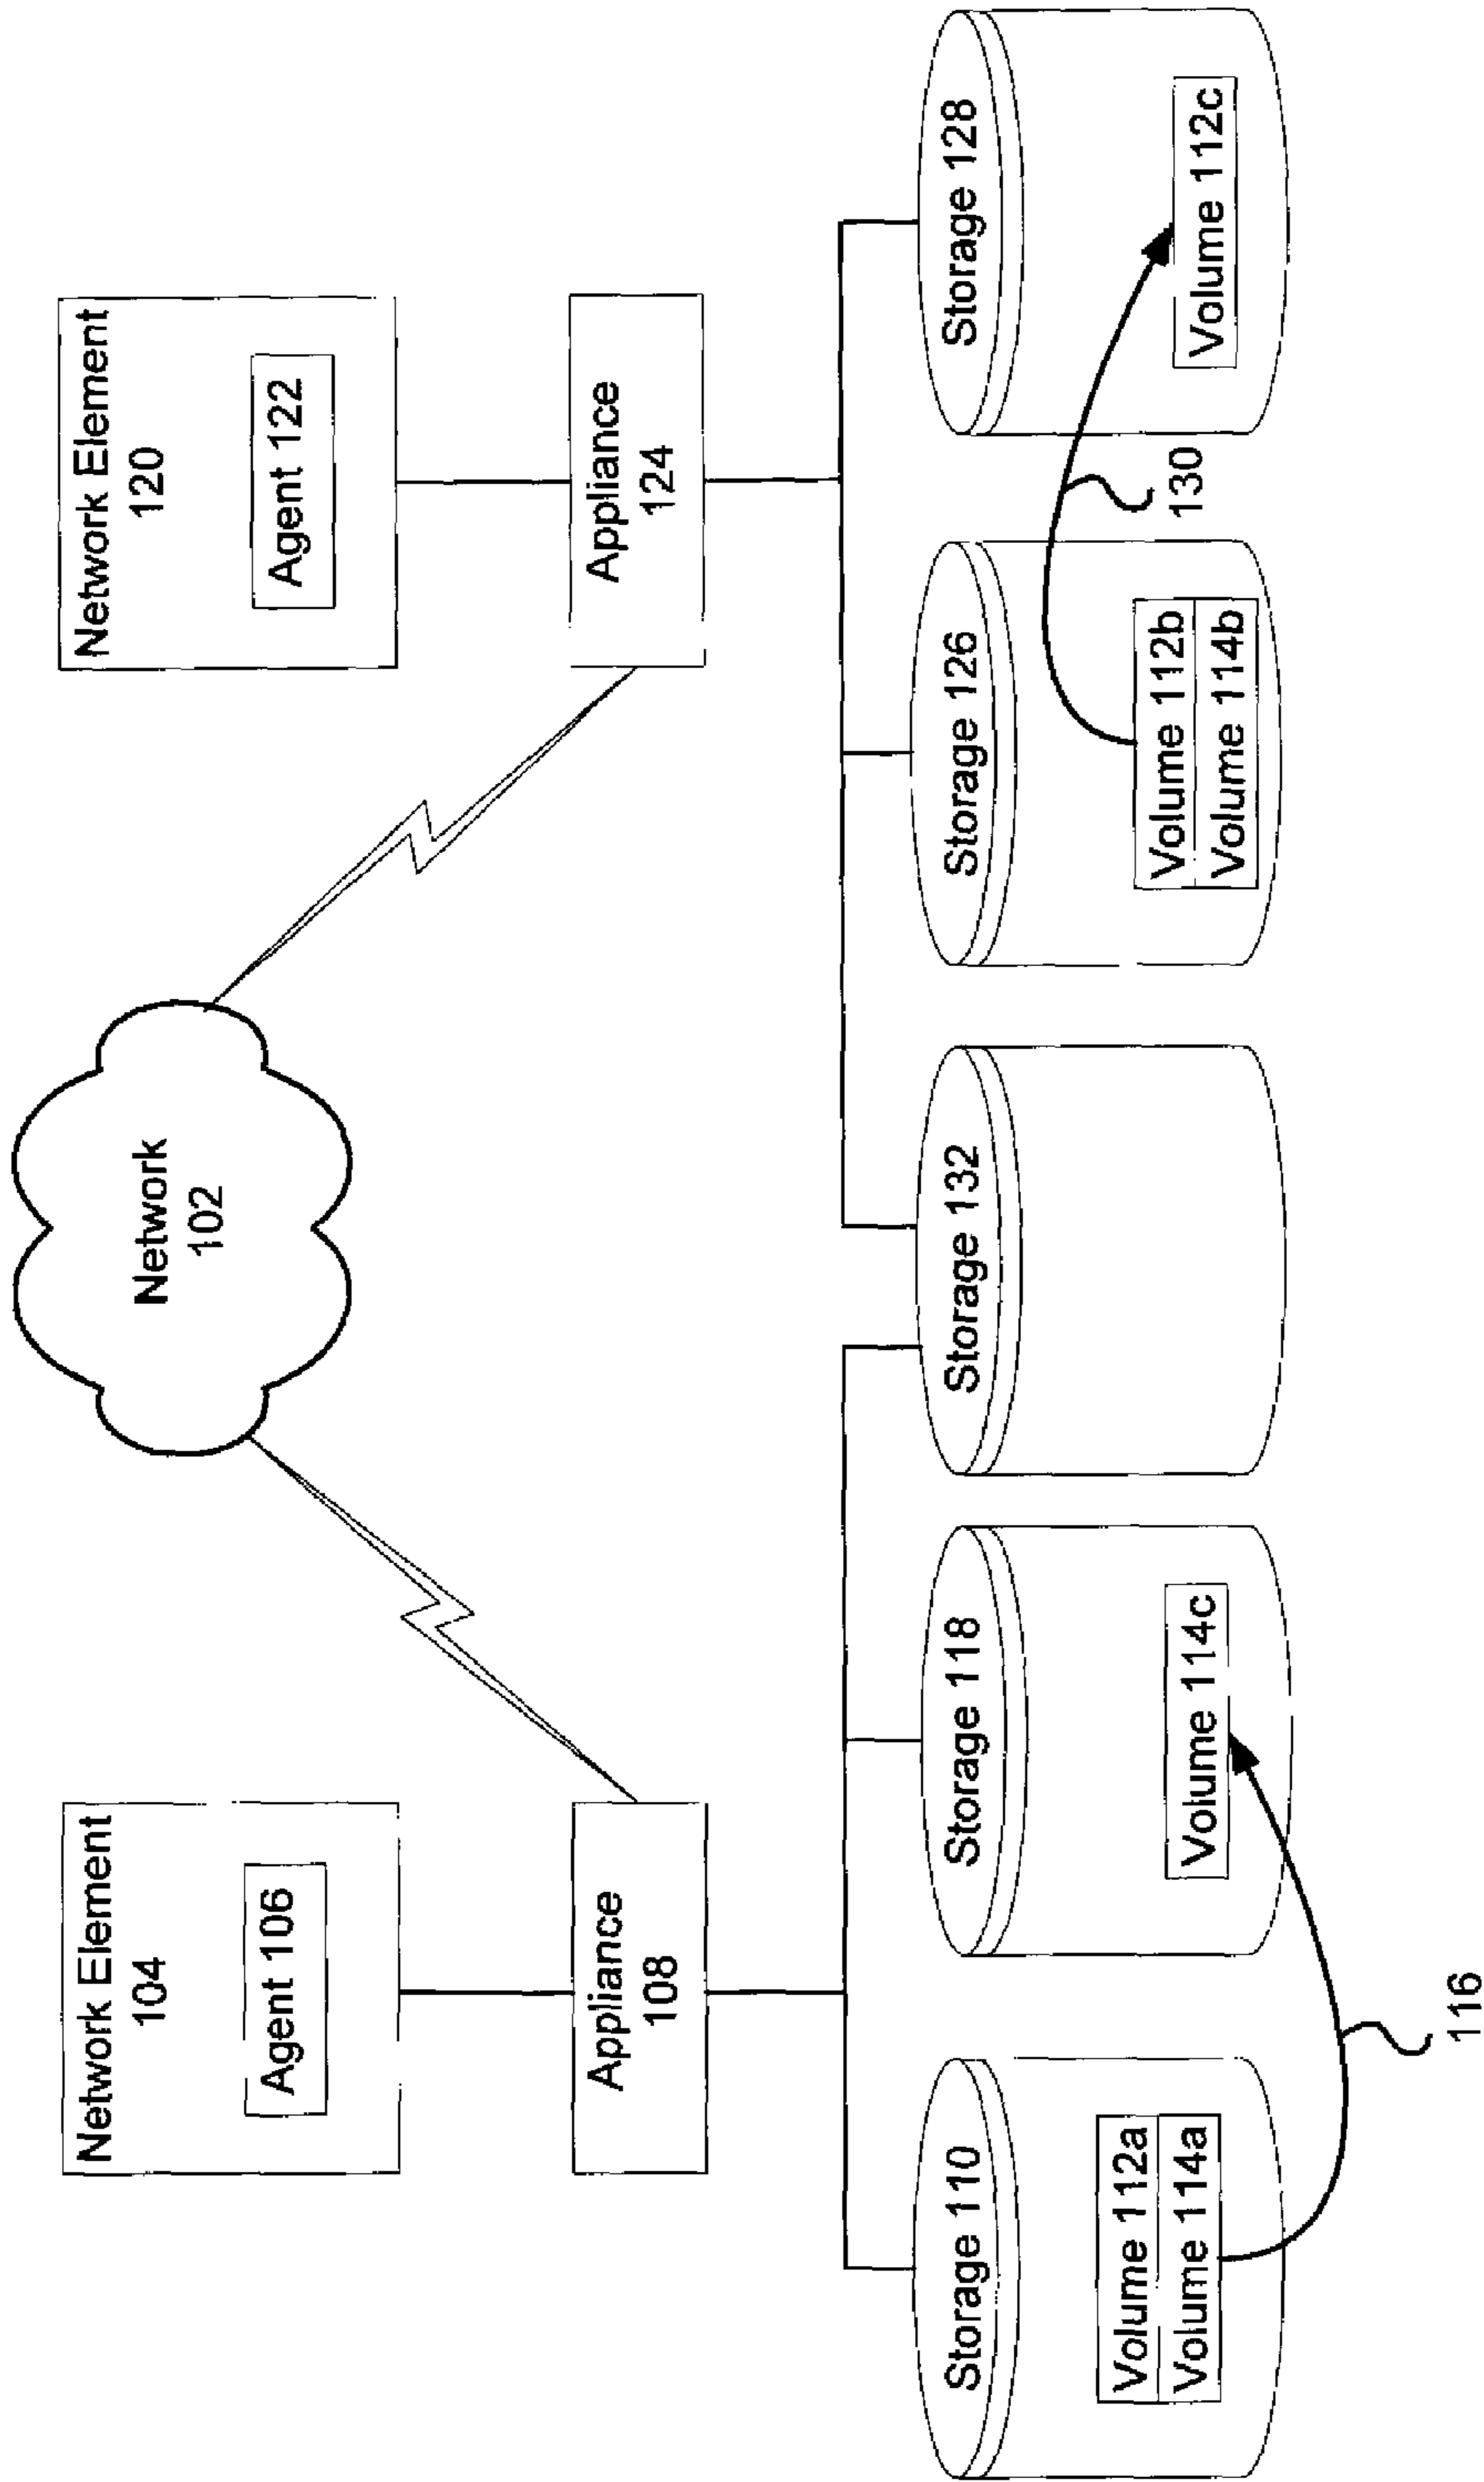 Network
102
Network Element
104
Agent 106
Network Element
120
Agent 122
Appliance
108
Appliance
124
Storage 110
Volume 112a
Volume 114a
Storage 118
Volume 114c
Storage 132
Storage 126
Volume 112b
Volume 114b
Storage 128
Volume 112c
116
130